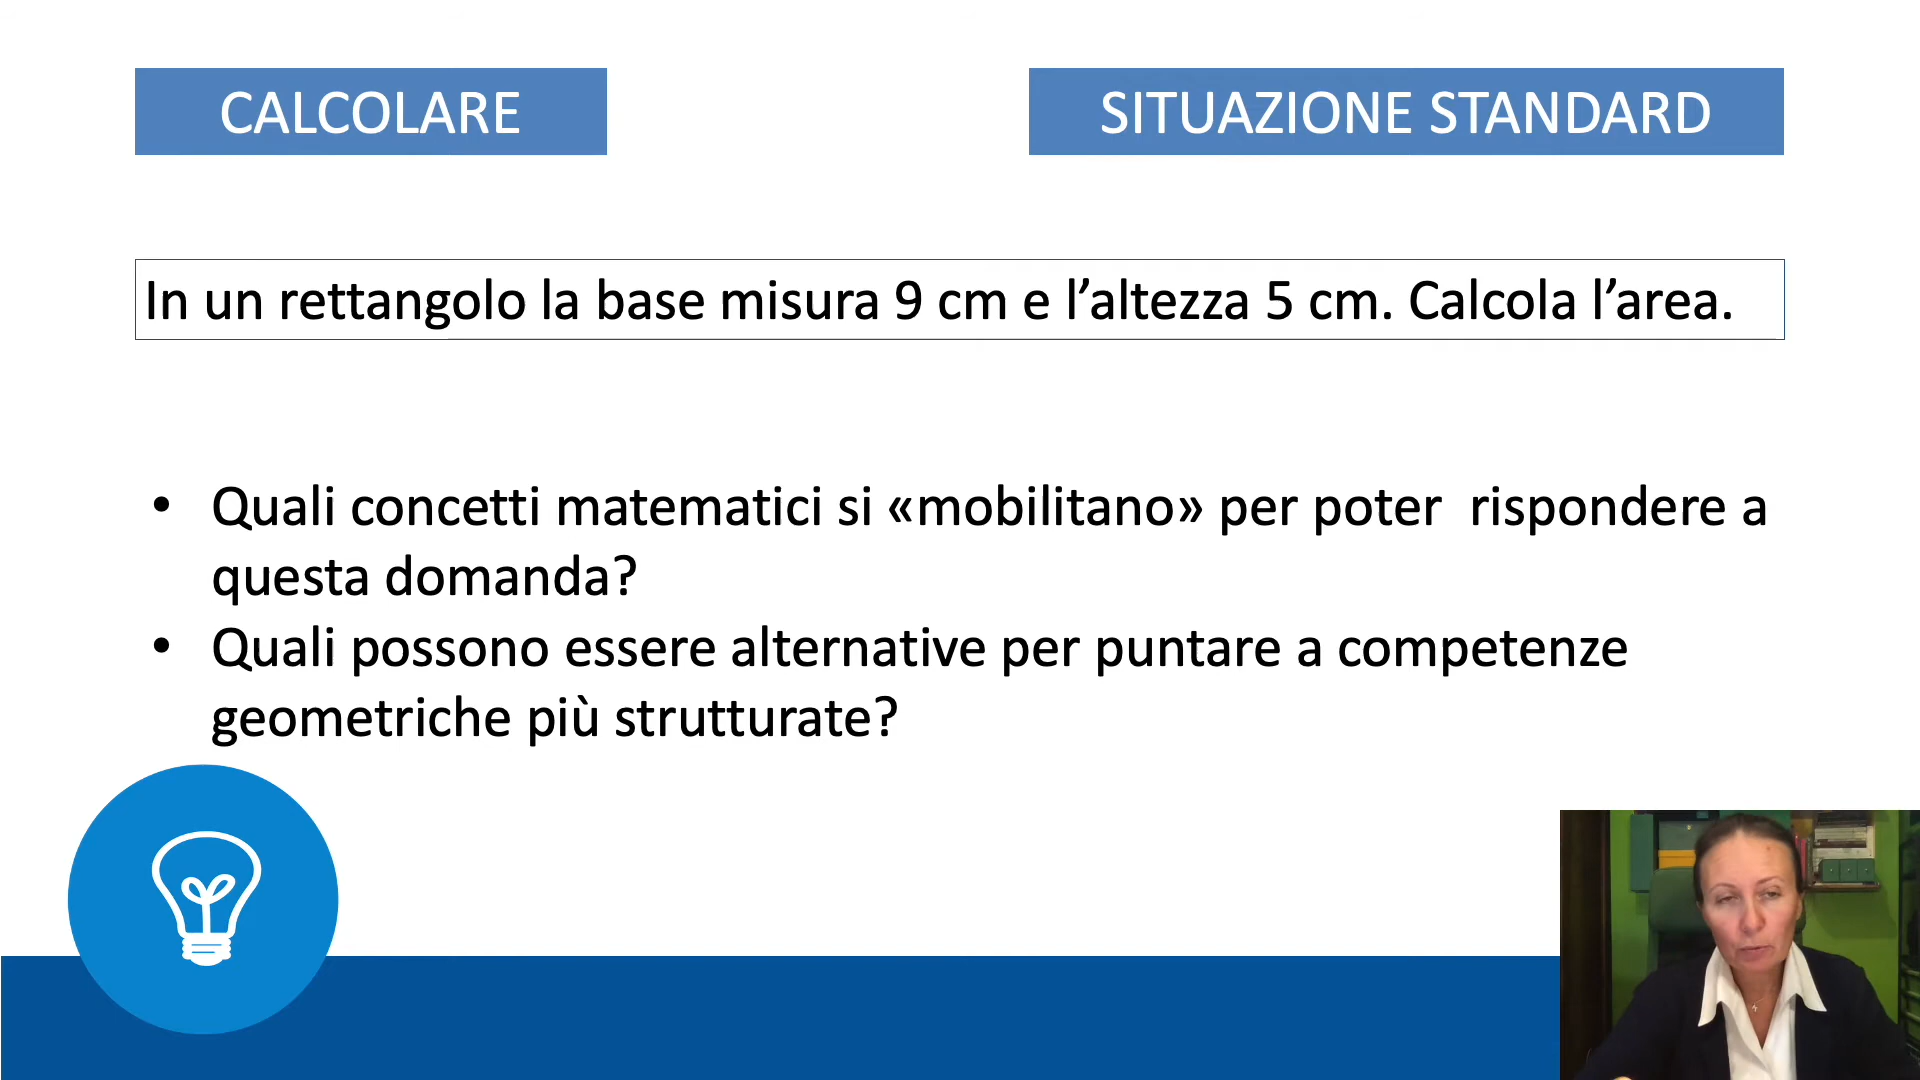 CALCOLARE
SITUAZIONE STANDARD
In un rettangolo la base misura 9 cm e l’altezza 5 cm. Calcola l’area.
• Quali concetti matematici si «mobilitano» per poter  rispondere a
questa domanda?
• Quali possono essere alternative per puntare a competenze
geometriche più strutturate?